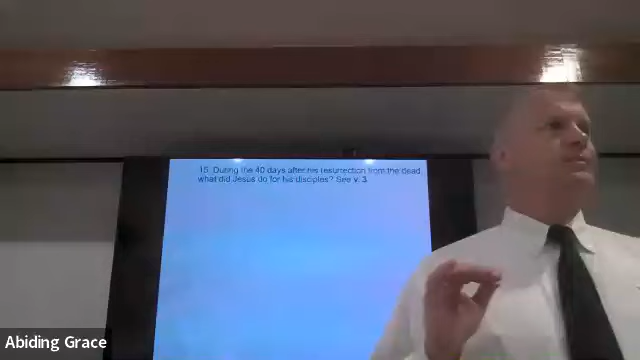 15. During the 40 days after his resurrection from the dead,
what did Jesus do for his disciples? See v. 3.
Abiding Grace